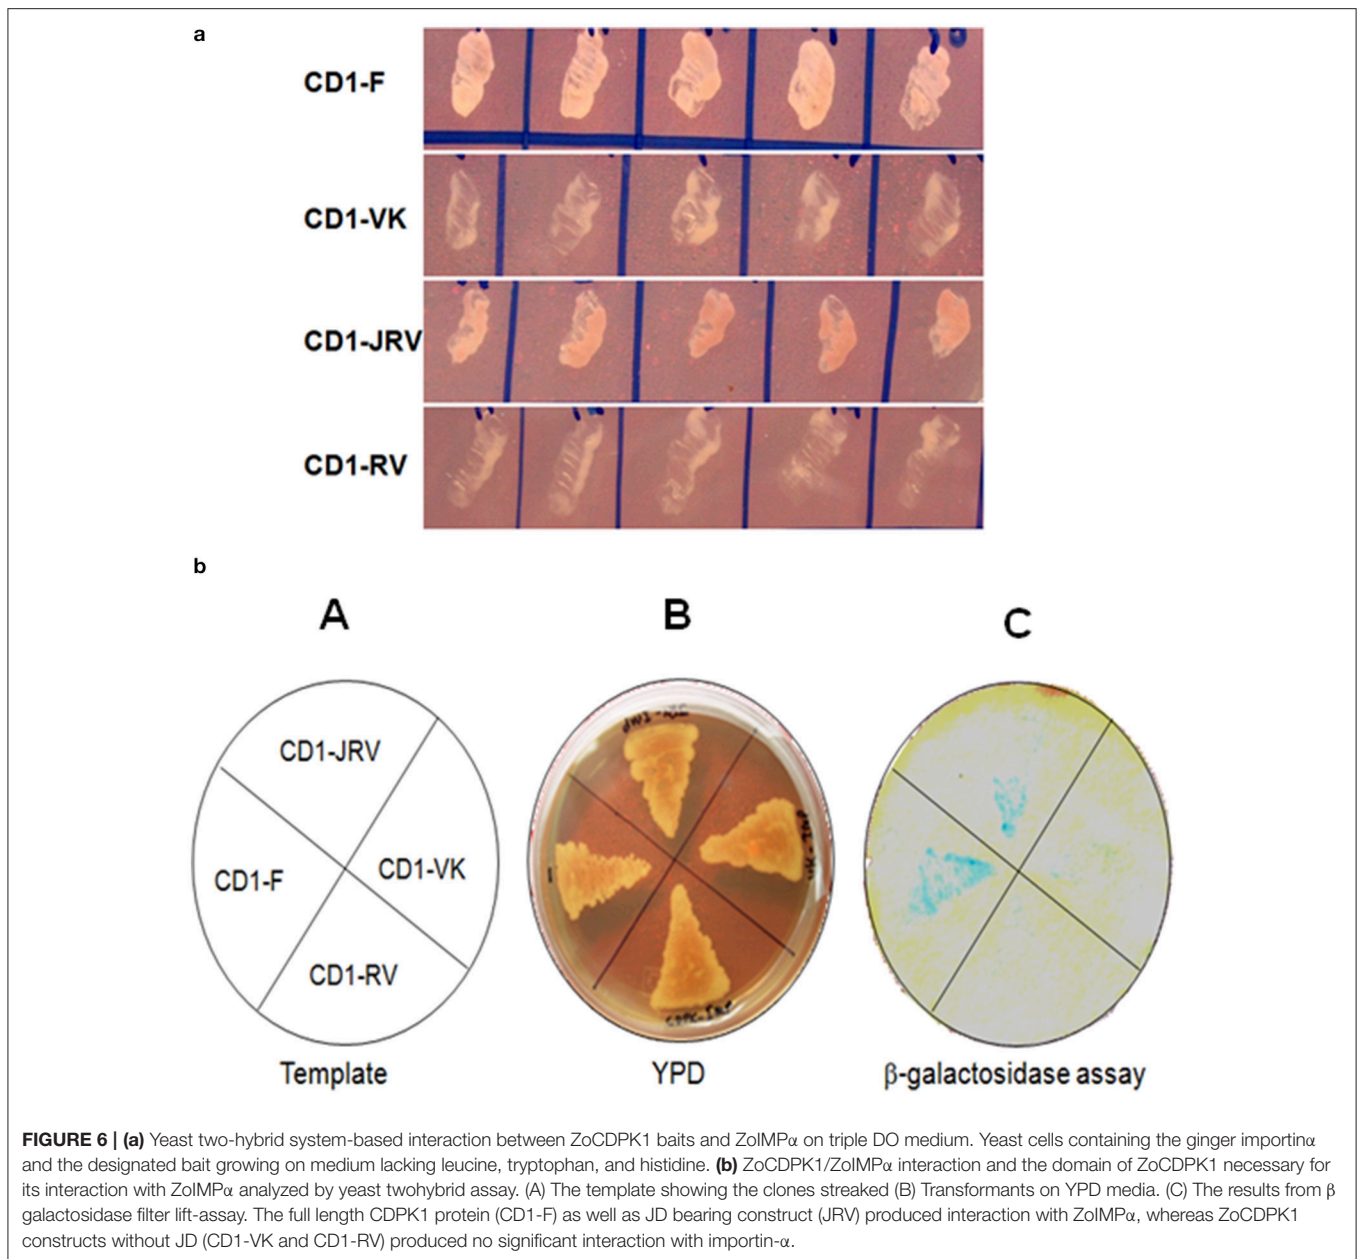 a
CD1-F
CD1-VK
CD1-JRV
CD1-RV
b
A
B
C
CD1-JRV
CD1-F
CD1-VK
CD1-RV
Template
YPD
β-galactosidase assay
FIGURE 6 | (a) Yeast two-hybrid system-based interaction between ZoCDPK1 baits and ZoIMPα on triple DO medium. Yeast cells containing the ginger importinα
and the designated bait growing on medium lacking leucine, tryptophan, and histidine. (b) ZoCDPK1/ZoIMPα interaction and the domain of ZoCDPK1 necessary for
its interaction with ZoIMPα analyzed by yeast twohybrid assay. (A) The template showing the clones streaked (B) Transformants on YPD media. (C) The results from β
galactosidase filter lift-assay. The full length CDPK1 protein (CD1-F) as well as JD bearing construct (JRV) produced interaction with ZoIMPα, whereas ZoCDPK1
constructs without JD (CD1-VK and CD1-RV) produced no significant interaction with importin-α.